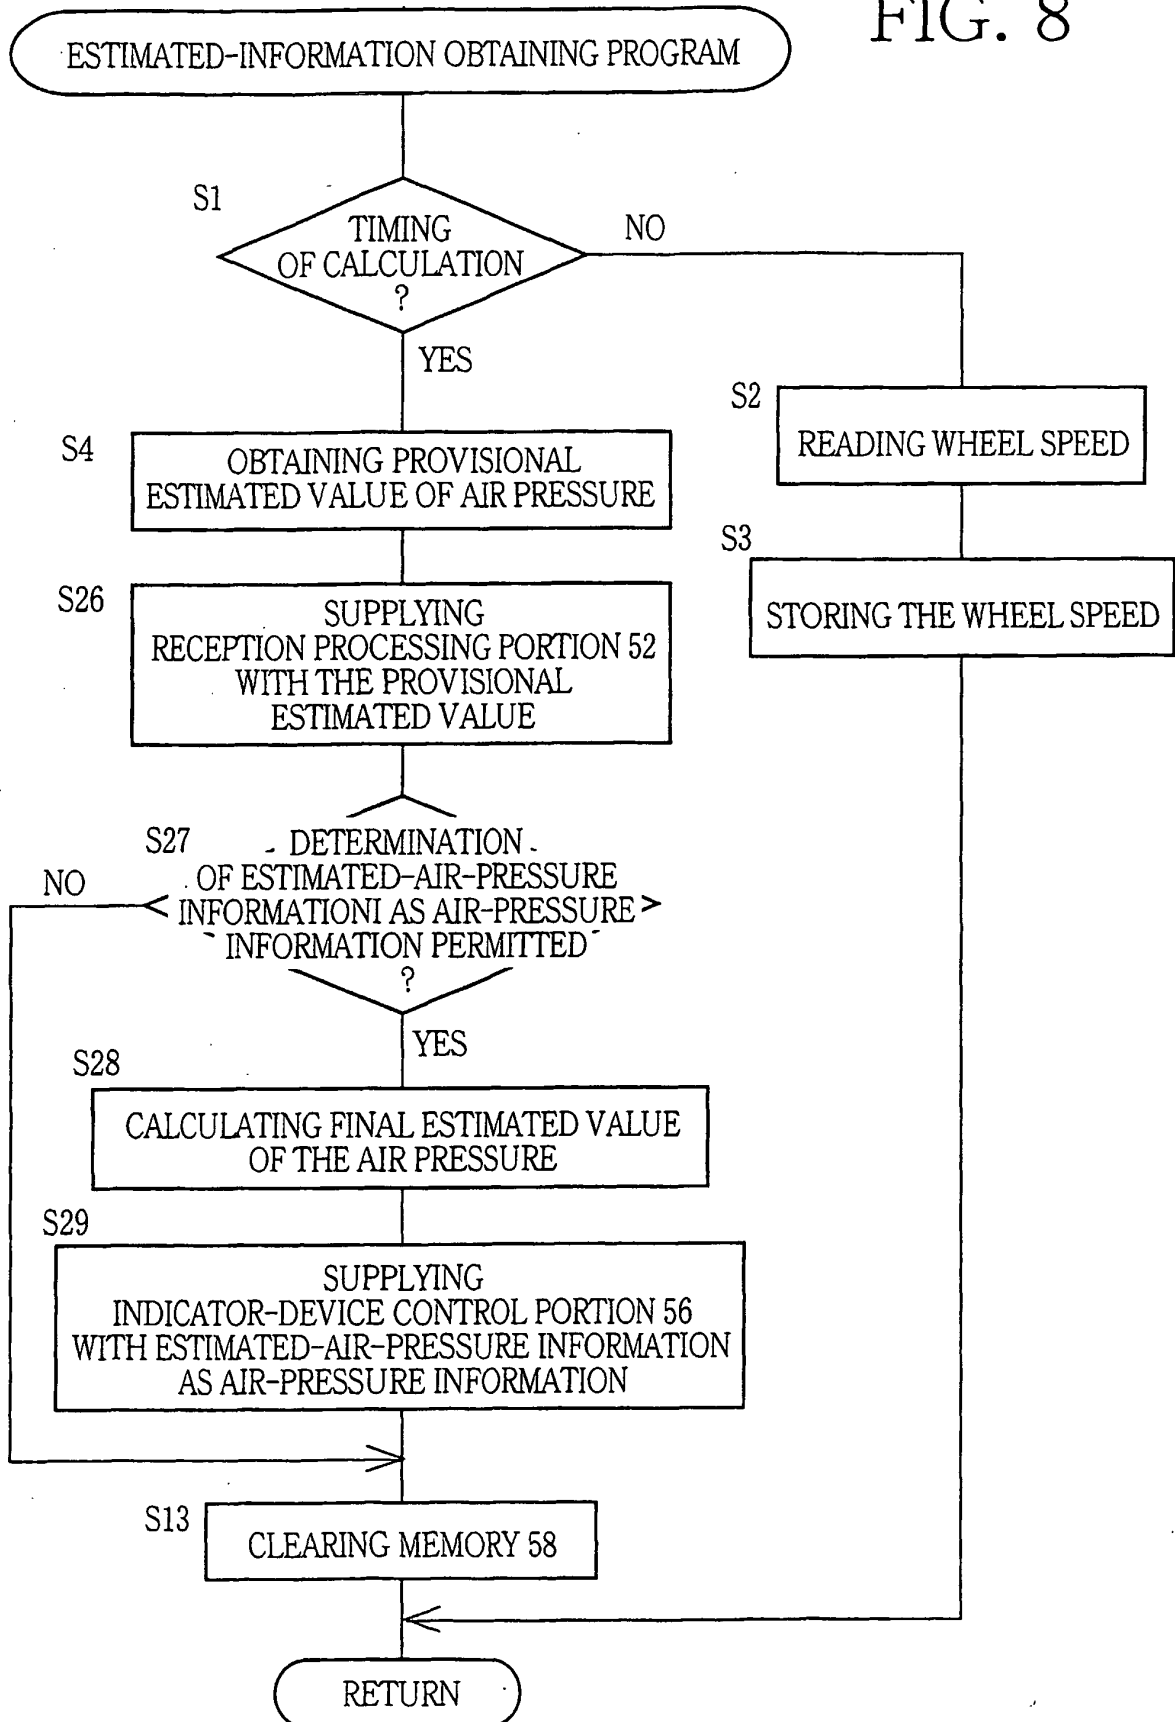 FIG. 8
ESTIMATED-INFORMATION OBTAINING PROGRAM
S1
TIMING
OF CALCULATION
?
NO
YES
S2
READING WHEEL SPEED
S3
STORING THE WHEEL SPEED
S4
OBTAINING PROVISIONAL
ESTIMATED VALUE OF AIR PRESSURE
S26
SUPPLYING
RECEPTION PROCESSING PORTION 52
WITH THE PROVISIONAL
ESTIMATED VALUE
S27
DETERMINATION
OF ESTIMATED-AIR-PRESSURE
INFORMATIONI AS AIR-PRESSURE
INFORMATION PERMITTED
?
NO
YES
S28
CALCULATING FINAL ESTIMATED VALUE
OF THE AIR PRESSURE
S29
SUPPLYING
INDICATOR-DEVICE CONTROL PORTION 56
WITH ESTIMATED-AIR-PRESSURE INFORMATION
AS AIR-PRESSURE INFORMATION
S13
CLEARING MEMORY 58
RETURN